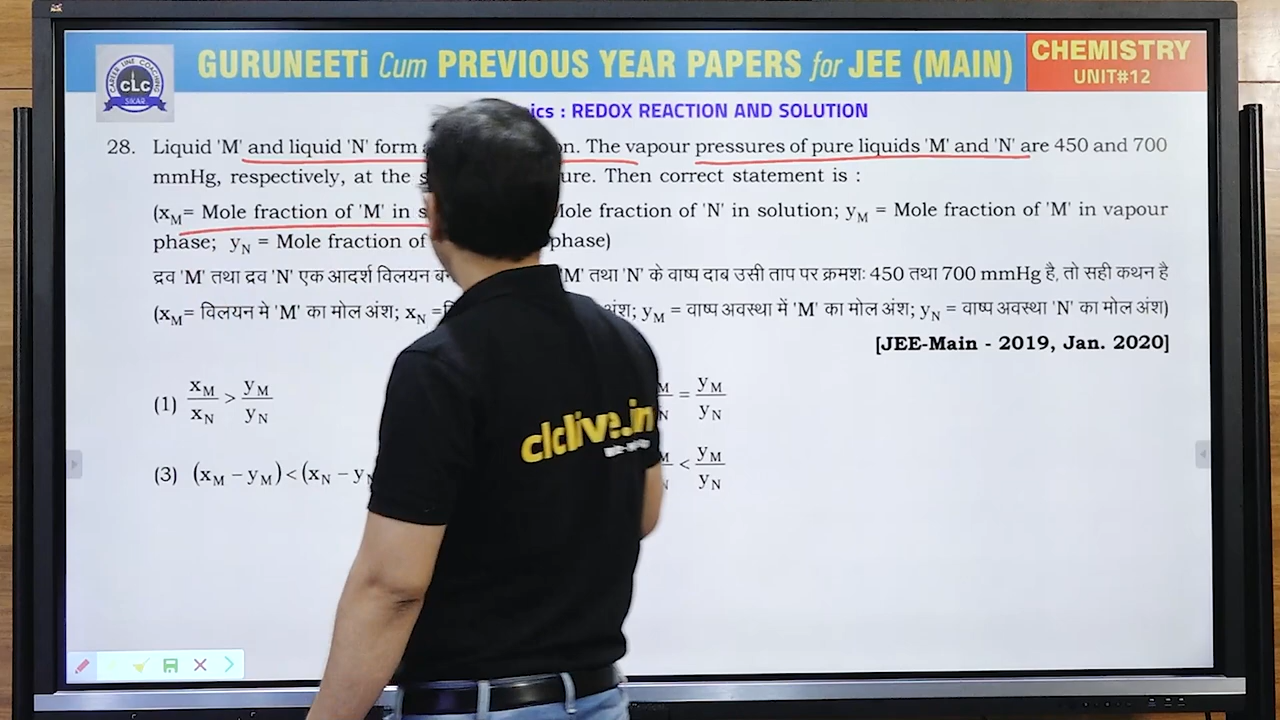 GURUNEETi Cum PREVIOUS YEAR PAPERS for JEE (MAIN)
CHEMISTRY
UNIT#12
CAREER LINE COACHING
CLC
SIKAR
: REDOX REACTION AND SOLUTION
28. Liquid 'M' and liquid 'N' form The vapour pressures of pure liquids 'M' and 'N' are 450 and 700
mmHg, respectively, at the Then correct statement is :
(xM= Mole fraction of 'M' in Mole fraction of 'N' in solution; yM = Mole fraction of 'M' in vapour
phase; yN = Mole fraction of phase)
द्रव 'M' तथा द्रव 'N' एक आदर्श विलयन 'M' तथा 'N' के वाष्प दाब उसी ताप पर क्रमशः 450 तथा 700 mmHg है, तो सही कथन है
(xM= विलयन मे 'M' का मोल अंश; xN = अंश; yM = वाष्प अवस्था में 'M' का मोल अंश; yN = वाष्प अवस्था 'N' का मोल अंश)
[JEE-Main - 2019, Jan. 2020]
(1) xM/xN > yM/yN = yM/yN
(3) (xM – yM) < (xN – yN < yM/yN
clclive.in